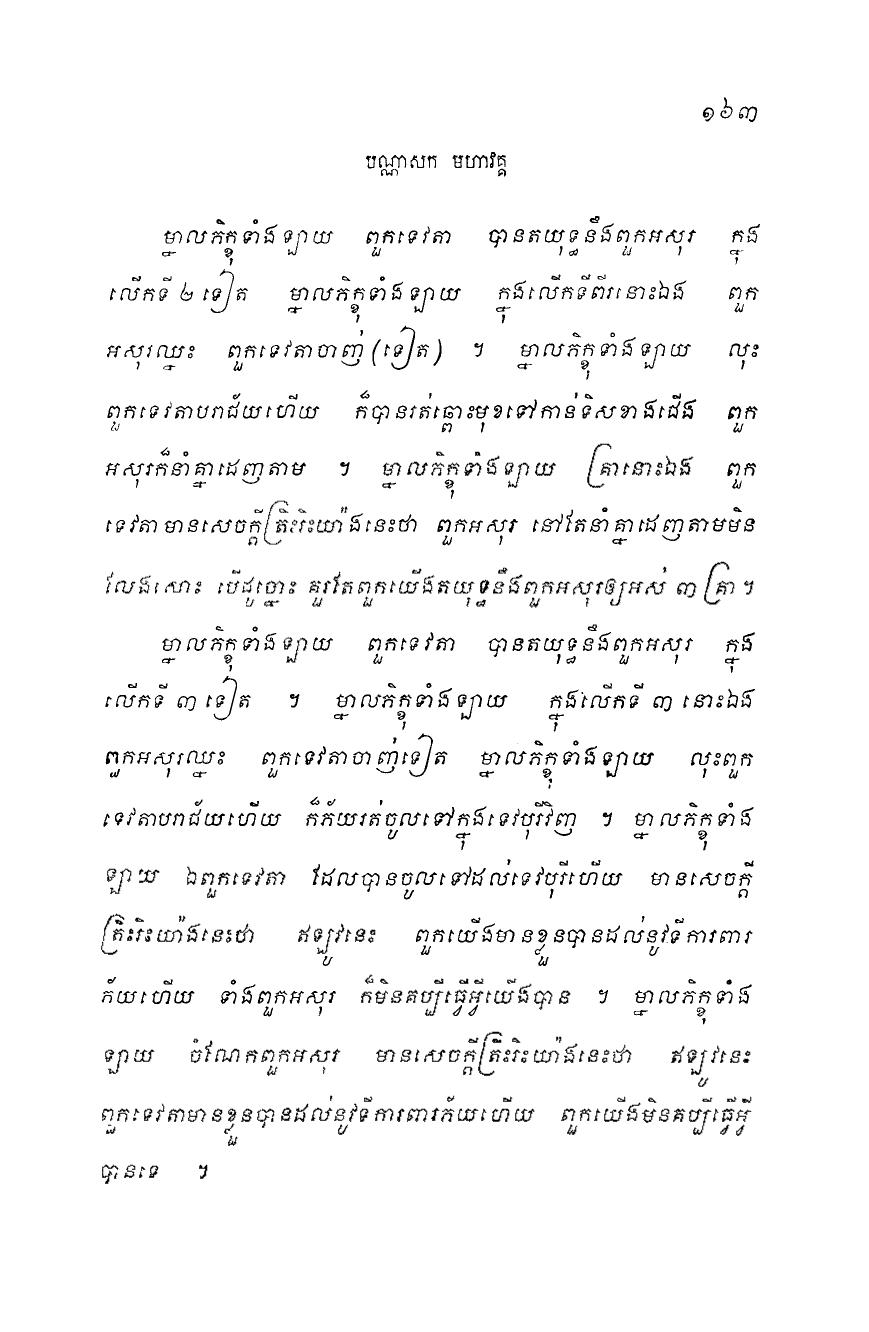 ១៦៣
បណ្ណាសក មហាវគ្គ
ម្នាលភិក្ខុទាំងឡាយ ពួកទេវតា បានតយុទ្ធនឹងពួកអសុរ ក្នុង
លើកទី ២ ទៀត ម្នាលភិក្ខុទាំងឡាយ ក្នុងលើកទីពីរនោះឯង ពួក
អសុរឈ្នះ ពួកទេវតាចាញ់ (ទៀត) ។ ម្នាលភិក្ខុទាំងឡាយ លុះ
ពួកទេវតាបរាជ័យហើយ ក៏បានរត់ឆ្ពោះមុខទៅកាន់ទិសខាងជើង ពួក
អសុរក៏នាំគ្នាដេញតាម ។ ម្នាលភិក្ខុទាំងឡាយ គ្រានោះឯង ពួក
ទេវតាមានសេចក្តីត្រិះរិះយ៉ាងនេះថា ពួកអសុរ នៅតែនាំគ្នាដេញតាមមិន
លែងសោះ បើដូច្នោះ គួរតែពួកយើងតយុទ្ធនឹងពួកអសុរឲ្យអស់ ៣ គ្រា ។
ម្នាលភិក្ខុទាំងឡាយ ពួកទេវតា បានតយុទ្ធនឹងពួកអសុរ ក្នុង
លើកទី ៣ ទៀត ។ ម្នាលភិក្ខុទាំងឡាយ ក្នុងលើកទី ៣ នោះឯង
ពួកអសុរឈ្នះ ពួកទេវតាចាញ់ទៀត ម្នាលភិក្ខុទាំងឡាយ លុះពួក
ទេវតាបរាជ័យហើយ ក៏ភ័យរត់ចូលទៅក្នុងទេវបុរីវិញ ។ ម្នាលភិក្ខុទាំង
ឡាយ ឯពួកទេវតា ដែលបានចូលទៅដល់ទេវបុរីហើយ មានសេចក្តី
ត្រិះរិះយ៉ាងនេះថា ឥឡូវនេះ ពួកយើងមានខ្លួនបានដល់នូវទីការពារ
ភ័យហើយ ទាំងពួកអសុរ ក៏មិនគប្បីធ្វើអ្វីយើងបាន ។ ម្នាលភិក្ខុទាំង
ឡាយ ចំណែកពួកអសុរ មានសេចក្តីត្រិះរិះយ៉ាងនេះថា ឥឡូវនេះ
ពួកទេវតាមានខ្លួនបានដល់នូវទីការពារភ័យហើយ ពួកយើងមិនគប្បីធ្វើអ្វី
បានទេ ។